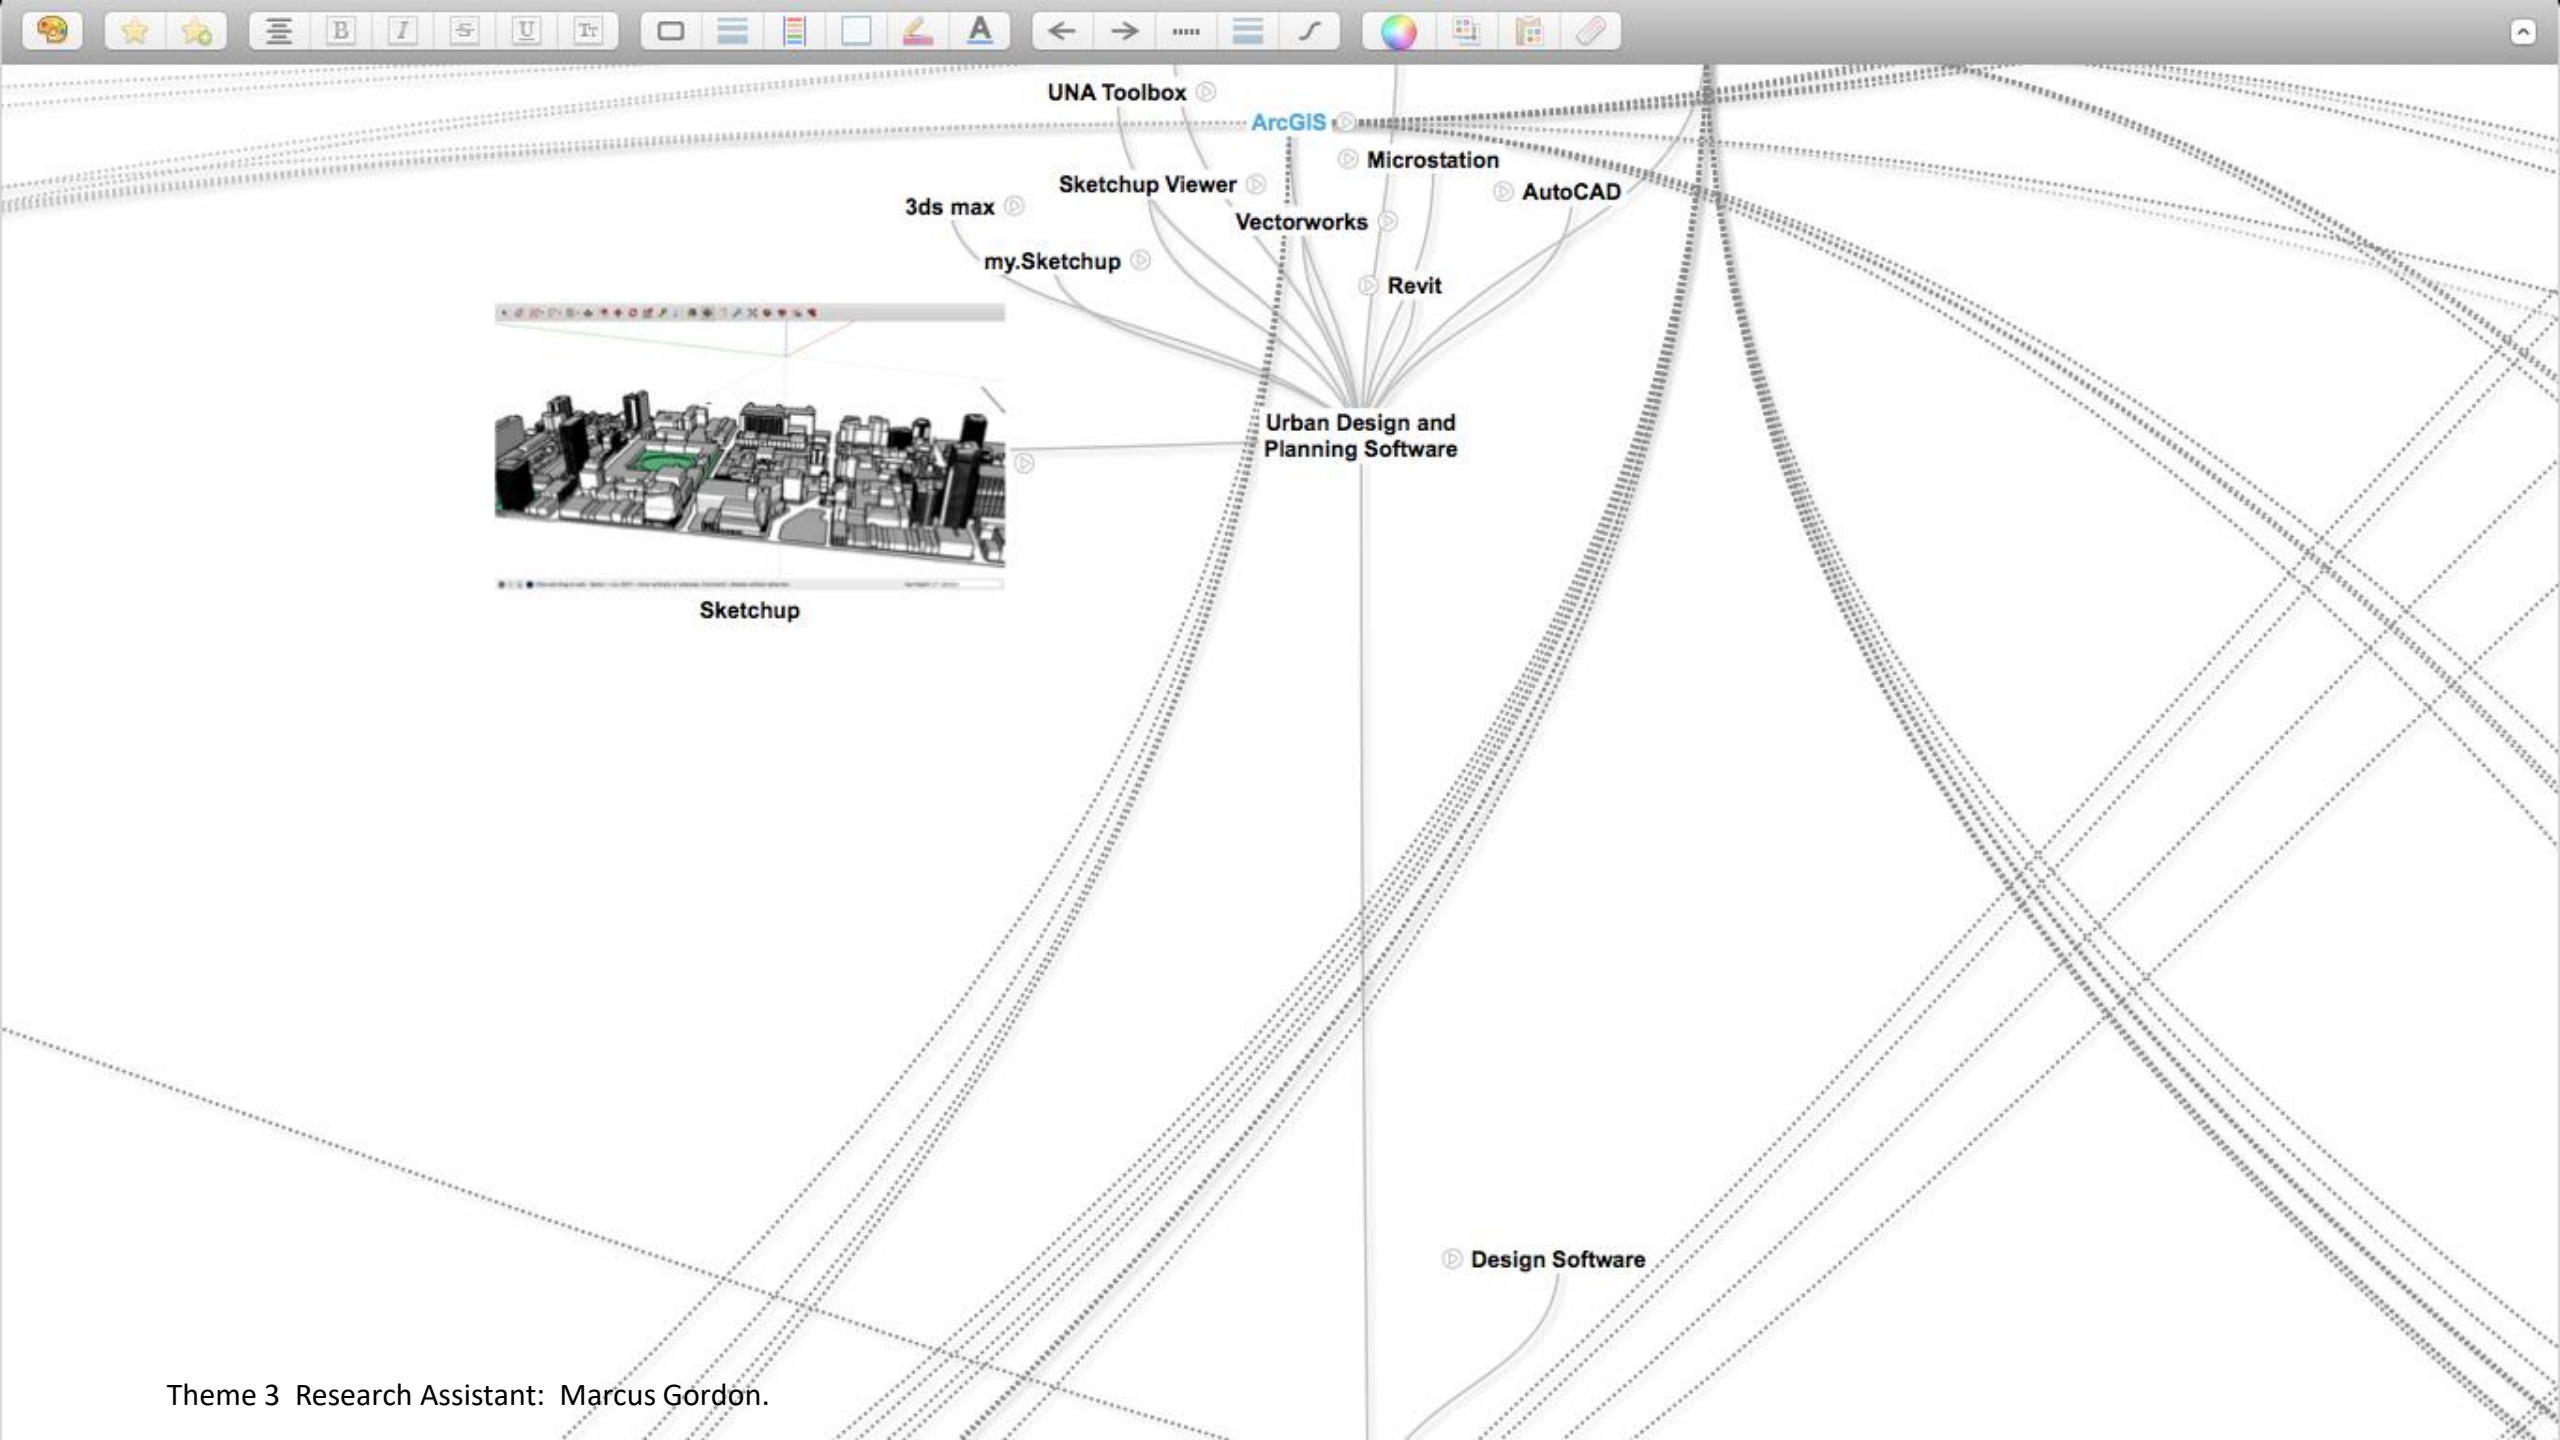 UNA Toolbox
ArcGIS
Microstation
Sketchup Viewer
AutoCAD
3ds max
Vectorworks
my.Sketchup
Revit
Urban Design and
Planning Software
Sketchup
Design Software
Theme 3  Research Assistant:  Marcus Gordon.